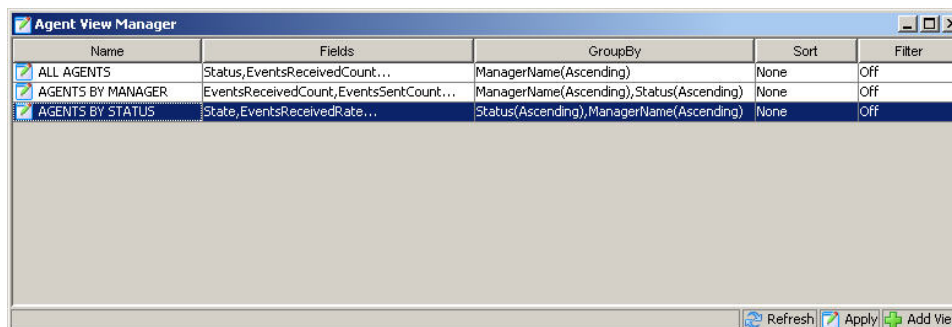 Agent View Manager
Name Fields GroupBy Sort Filter
ALL AGENTS Status,EventsReceivedCount... ManagerName(Ascending) None Off
AGENTS BY MANAGER EventsReceivedCount,EventsSentCount... ManagerName(Ascending),Status(Ascending) None Off
AGENTS BY STATUS State,EventsReceivedRate... Status(Ascending),ManagerName(Ascending) None Off
Refresh Apply Add Vie